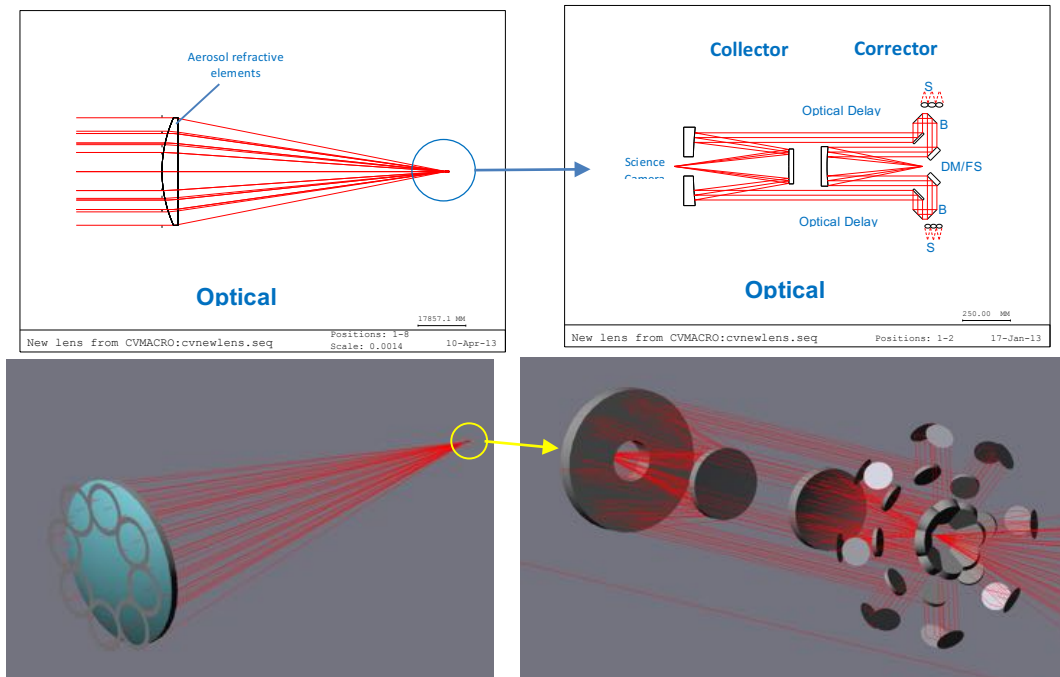 Aerosol refractive
elements
Optical
17857.1 MM
New lens from CVMACRO:cvnewlens.seq
Positions: 1-8
Scale: 0.0014
10-Apr-13
Collector
Corrector
S
Optical Delay
B
Science
Camera
DM/FS
B
Optical Delay
S
Optical
250.00 MM
New lens from CVMACRO:cvnewlens.seq
Positions: 1-2
17-Jan-13